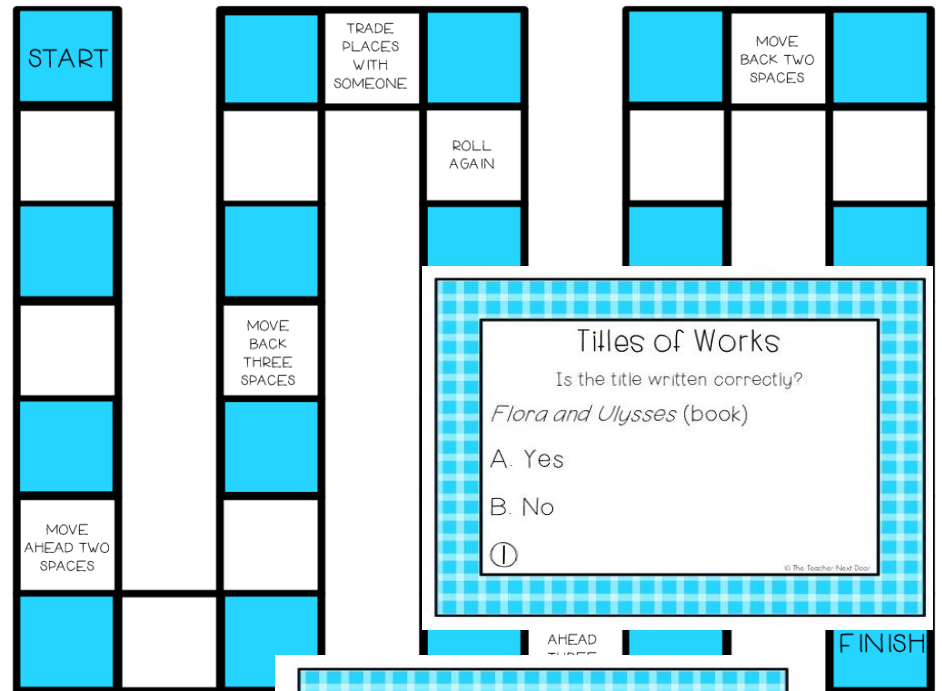 START
TRADE
PLACES
WITH
SOMEONE
MOVE
BACK TWO
SPACES
ROLL
AGAIN
MOVE
BACK
THREE
SPACES
Titles of Works
Is the title written correctly?
Flora and Ulysses (book)
A. Yes
B. No
1
© The Teacher Next Door
MOVE
AHEAD TWO
SPACES
AHEAD
FINISH